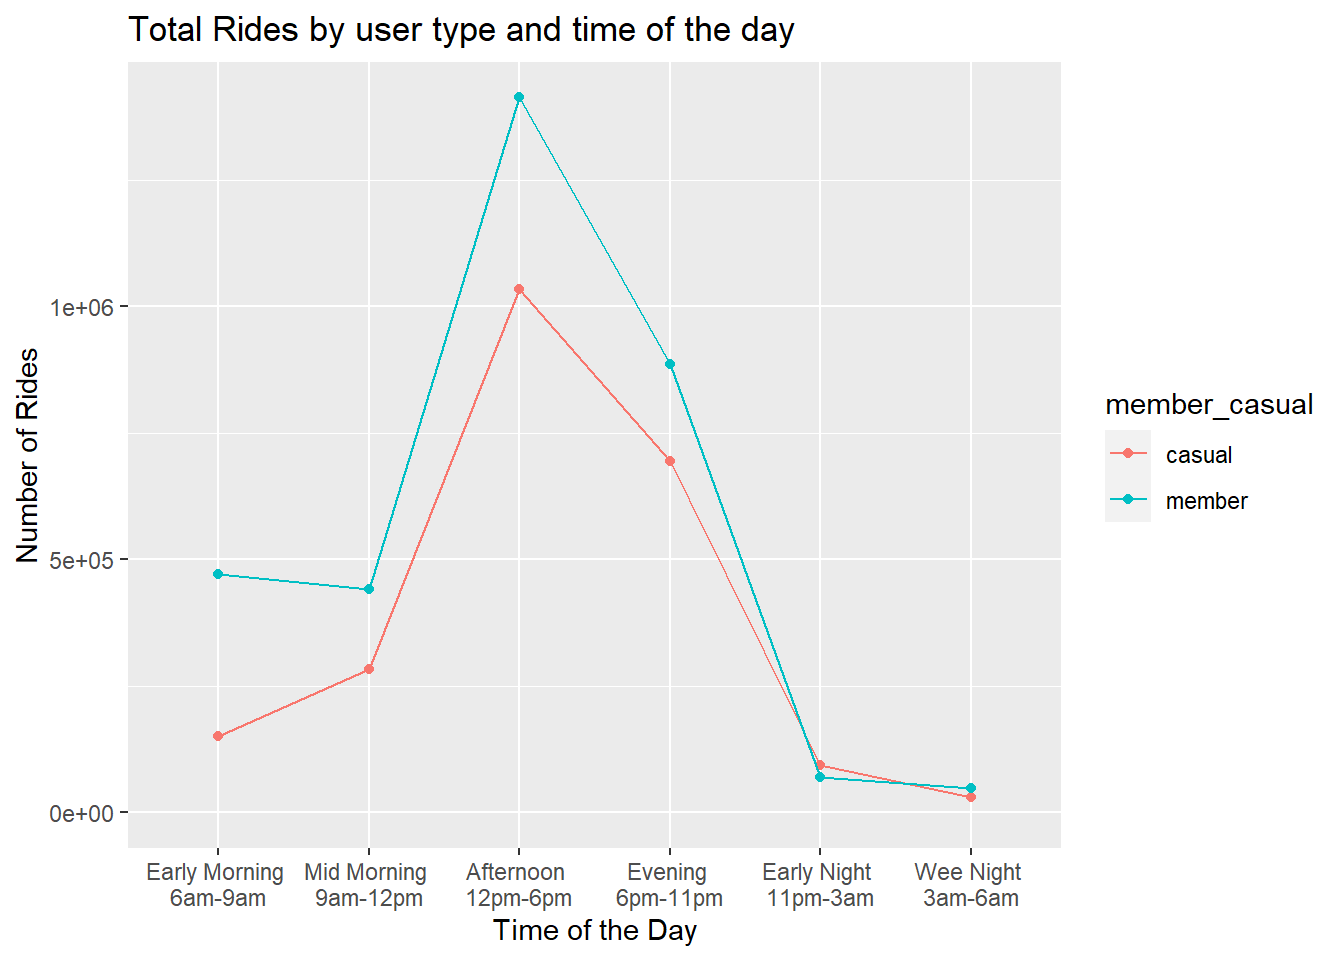 Total Rides by user type and time of the day
Number of Rides
1e+06
5e+05
0e+00
Early Morning
6am-9am
Mid Morning
9am-12pm
Afternoon
12pm-6pm
Evening
6pm-11pm
Early Night
11pm-3am
Wee Night
3am-6am
Time of the Day
member_casual
casual
member